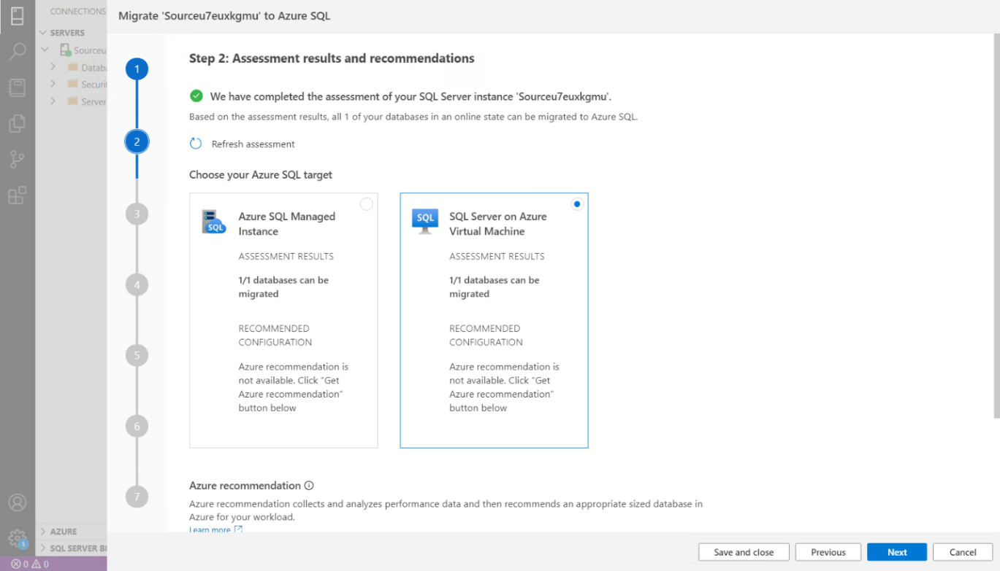 Migrate 'Sourceu7euxkgmu' to Azure SQL
CONNECTIONS
SERVERS
Sourceu
Databa
Securit
Server
AZURE
SQL SERVER B
0 0
1
2
3
4
5
6
7
Step 2: Assessment results and recommendations
We have completed the assessment of your SQL Server instance 'Sourceu7euxkgmu'.
Based on the assessment results, all 1 of your databases in an online state can be migrated to Azure SQL.
Refresh assessment
Choose your Azure SQL target
SQL
Azure SQL Managed
Instance
ASSESSMENT RESULTS
1/1 databases can be
migrated
RECOMMENDED
CONFIGURATION
Azure recommendation is
not available. Click “Get
Azure recommendation”
button below
SQL
SQL Server on Azure
Virtual Machine
ASSESSMENT RESULTS
1/1 databases can be
migrated
RECOMMENDED
CONFIGURATION
Azure recommendation is
not available. Click “Get
Azure recommendation”
button below
Azure recommendation
Azure recommendation collects and analyzes performance data and then recommends an appropriate sized database in
Azure for your workload.
Learn more
1
Save and close
Previous
Next
Cancel